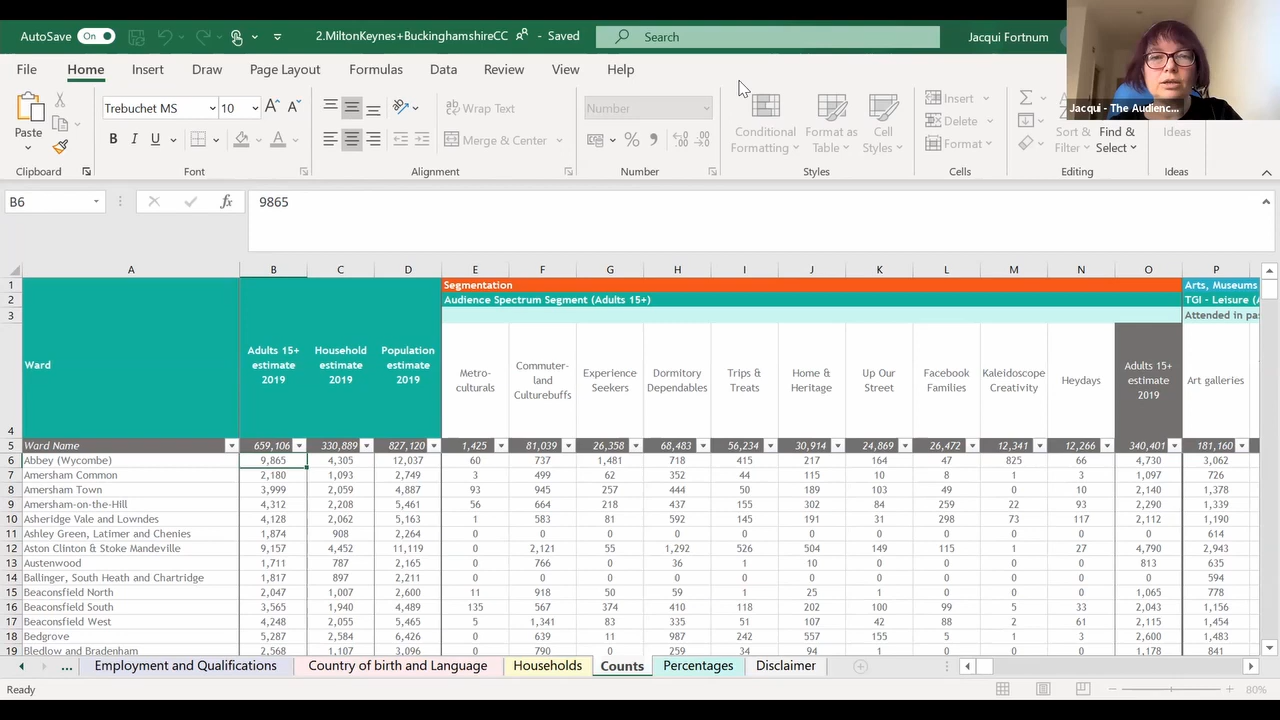 AutoSave On 2.MiltonKeynes+BuckinghamshireCC - Saved Search Jacqui Fortnum
File Home Insert Draw Page Layout Formulas Data Review View Help
Jacqui - The Audienc...
Paste Trebuchet MS 10 A A Wrap Text Number Conditional Formatting Format as Table Cell Styles Insert Sort & Filter Find & Select Ideas
B I U A Merge & Center % Delete
Format
Clipboard Font Alignment Number Styles Cells Editing Ideas
B6 fx 9865
A B C D E F G H I J K L M N O P
1 Segmentation Arts, Museums
2 Audience Spectrum Segment (Adults 15+) TGI - Leisure (A
3 Attended in pas
4 Ward Adults 15+ estimate 2019 Household estimate 2019 Population estimate 2019 Metro-culturals Commuter-land Culturebuffs Experience Seekers Dormitory Dependables Trips & Treats Home & Heritage Up Our Street Facebook Families Kaleidoscope Creativity Heydays Adults 15+ estimate 2019 Art galleries
5 Ward Name 659,106 330,889 827,120 1,425 81,039 26,358 68,483 56,234 30,914 24,869 26,472 12,341 12,266 340,401 181,160
6 Abbey (Wycombe) 9,865 4,305 12,037 60 737 1,481 718 415 217 164 47 825 66 4,730 3,062
7 Amersham Common 2,180 1,093 2,749 3 499 62 352 44 115 10 8 1 3 1,097 726
8 Amersham Town 3,999 2,059 4,887 93 945 257 444 50 189 103 49 0 10 2,140 1,378
9 Amersham-on-the-Hill 4,312 2,208 5,461 56 664 218 437 155 302 84 259 22 93 2,290 1,339
10 Asheridge Vale and Lowndes 4,128 2,062 5,163 1 583 81 592 145 191 31 298 73 117 2,112 1,190
11 Ashley Green, Latimer and Chenies 1,874 908 2,264 0 0 0 0 0 0 0 0 0 0 0 614
12 Aston Clinton & Stoke Mandeville 9,157 4,452 11,119 0 2,121 55 1,292 526 504 149 115 1 27 4,790 2,943
13 Austenwood 1,711 787 2,165 0 766 0 36 1 10 0 0 0 0 813 635
14 Ballinger, South Heath and Chartridge 1,817 897 2,211 0 0 0 0 0 0 0 0 0 0 0 594
15 Beaconsfield North 2,047 1,007 2,600 11 918 50 59 1 25 1 0 0 0 1,065 778
16 Beaconsfield South 3,565 1,940 4,489 135 567 374 410 118 202 100 99 5 33 2,043 1,156
17 Beaconsfield West 4,248 2,055 5,465 5 1,341 83 335 51 107 42 88 2 61 2,115 1,454
18 Bedgrove 5,287 2,584 6,426 0 639 11 987 242 557 155 5 1 3 2,600 1,483
19 Bledlow and Bradenham 2,568 1,107 3,096 0 790 0 259 34 94 1 0 0 0 1,178 841
... Employment and Qualifications Country of birth and Language Households Counts Percentages Disclaimer
Ready 80%